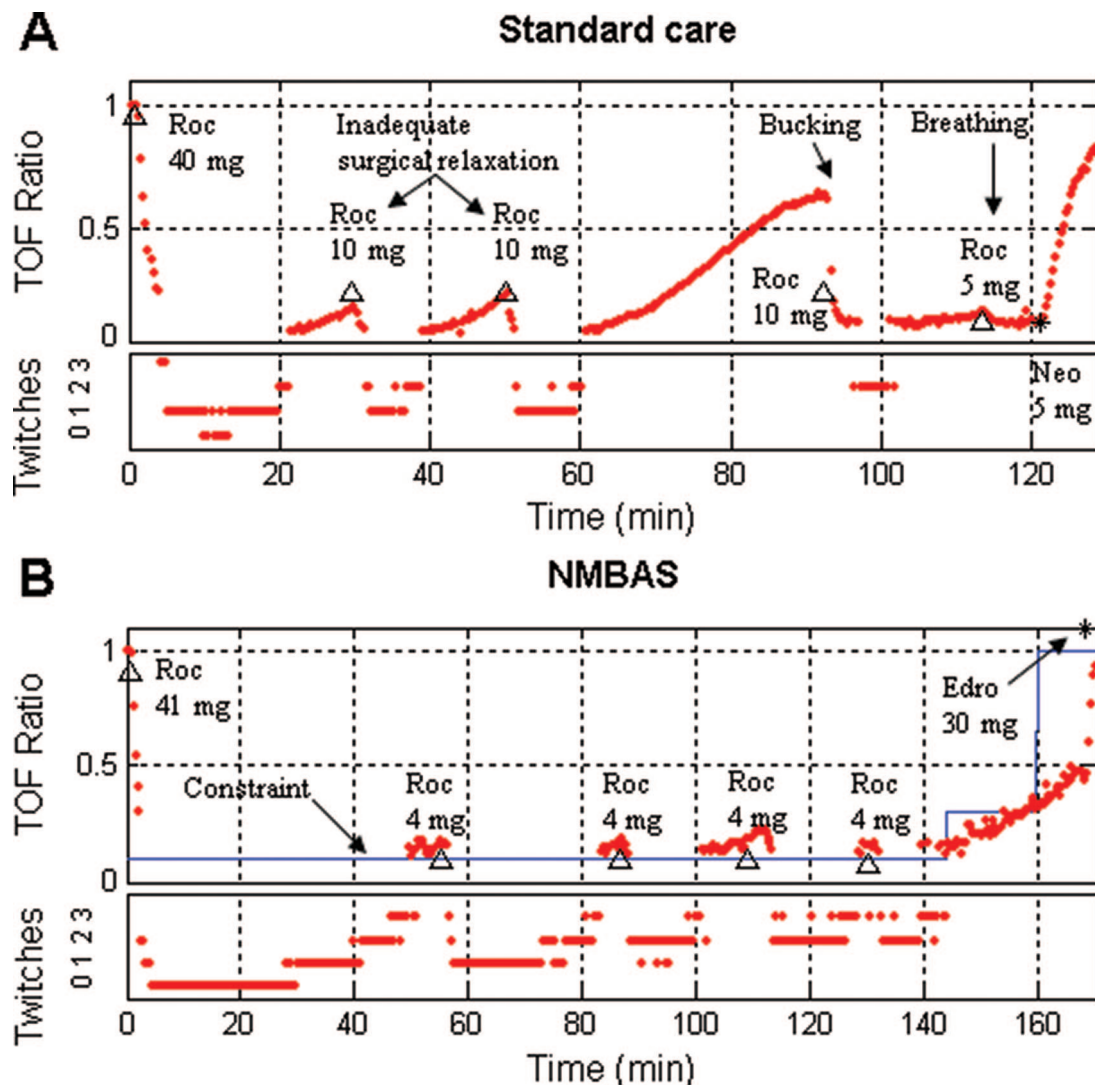 A
Standard care
TOF Ratio
1
0.5
0
Roc
40 mg
Inadequate
surgical relaxation
Roc
10 mg
Roc
10 mg
Bucking
Roc
10 mg
Breathing
Roc
5 mg
*
Twitches
0 1 2 3
Neo
5 mg
0 20 40 60 80 100 120
Time (min)
B
NMBAS
TOF Ratio
1
0.5
0
Roc
41 mg
Constraint
Roc
4 mg
Roc
4 mg
Roc
4 mg
Roc
4 mg
Edro
30 mg
*
Twitches
0 1 2 3
0 20 40 60 80 100 120 140 160
Time (min)